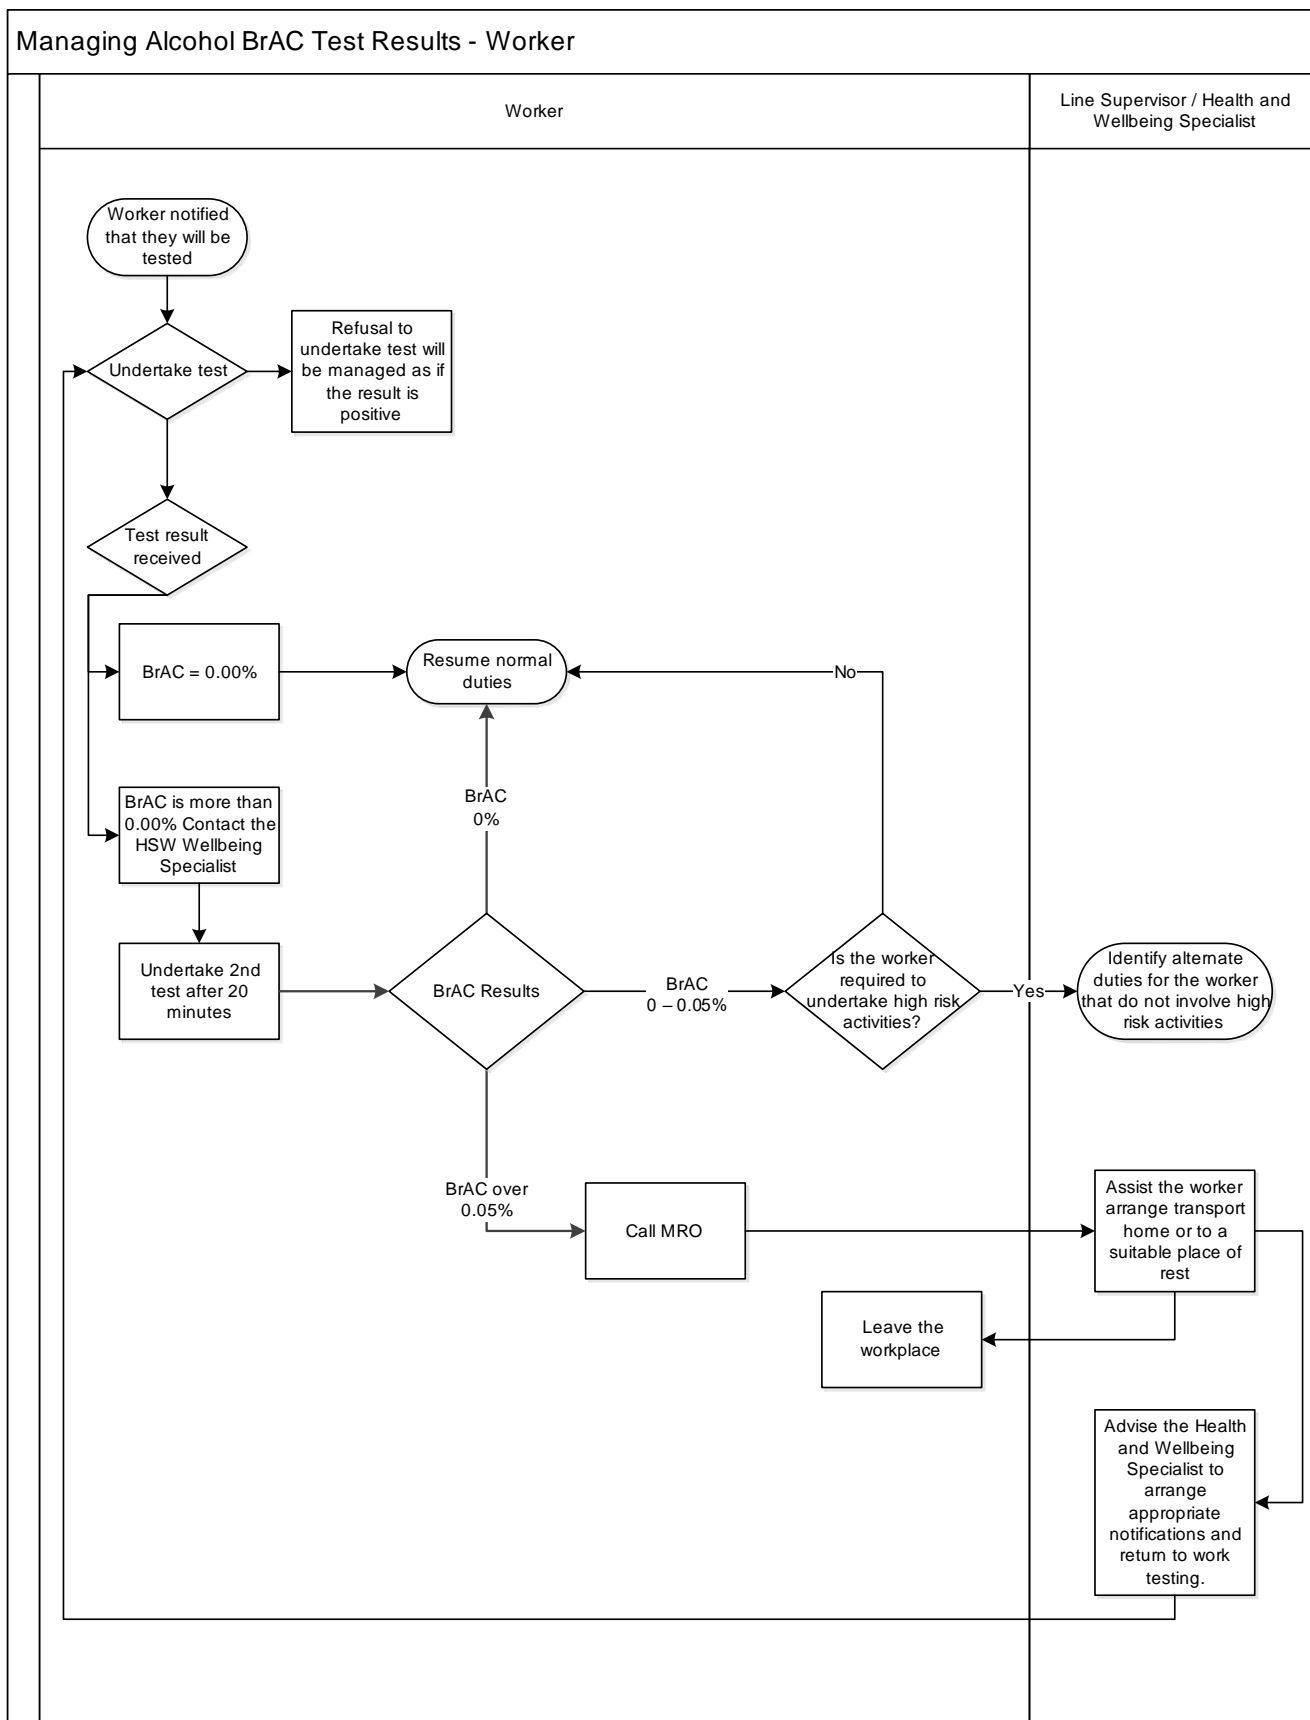 Managing Alcohol BrAC Test Results - Worker
Worker
Line Supervisor / Health and
Wellbeing Specialist
Worker notified
that they will be
tested
Undertake test
Refusal to
undertake test will
be managed as if
the result is
positive
Test result
received
BrAC = 0.00%
Resume normal
duties
No
BrAC is more than
0.00% Contact the
HSW Wellbeing
Specialist
BrAC
0%
Undertake 2nd
test after 20
minutes
BrAC Results
BrAC
0 – 0.05%
Is the worker
required to
undertake high risk
activities?
Yes
Identify alternate
duties for the worker
that do not involve high
risk activities
BrAC over
0.05%
Call MRO
Assist the worker
arrange transport
home or to a
suitable place of
rest
Leave the
workplace
Advise the Health
and Wellbeing
Specialist to
arrange
appropriate
notifications and
return to work
testing.